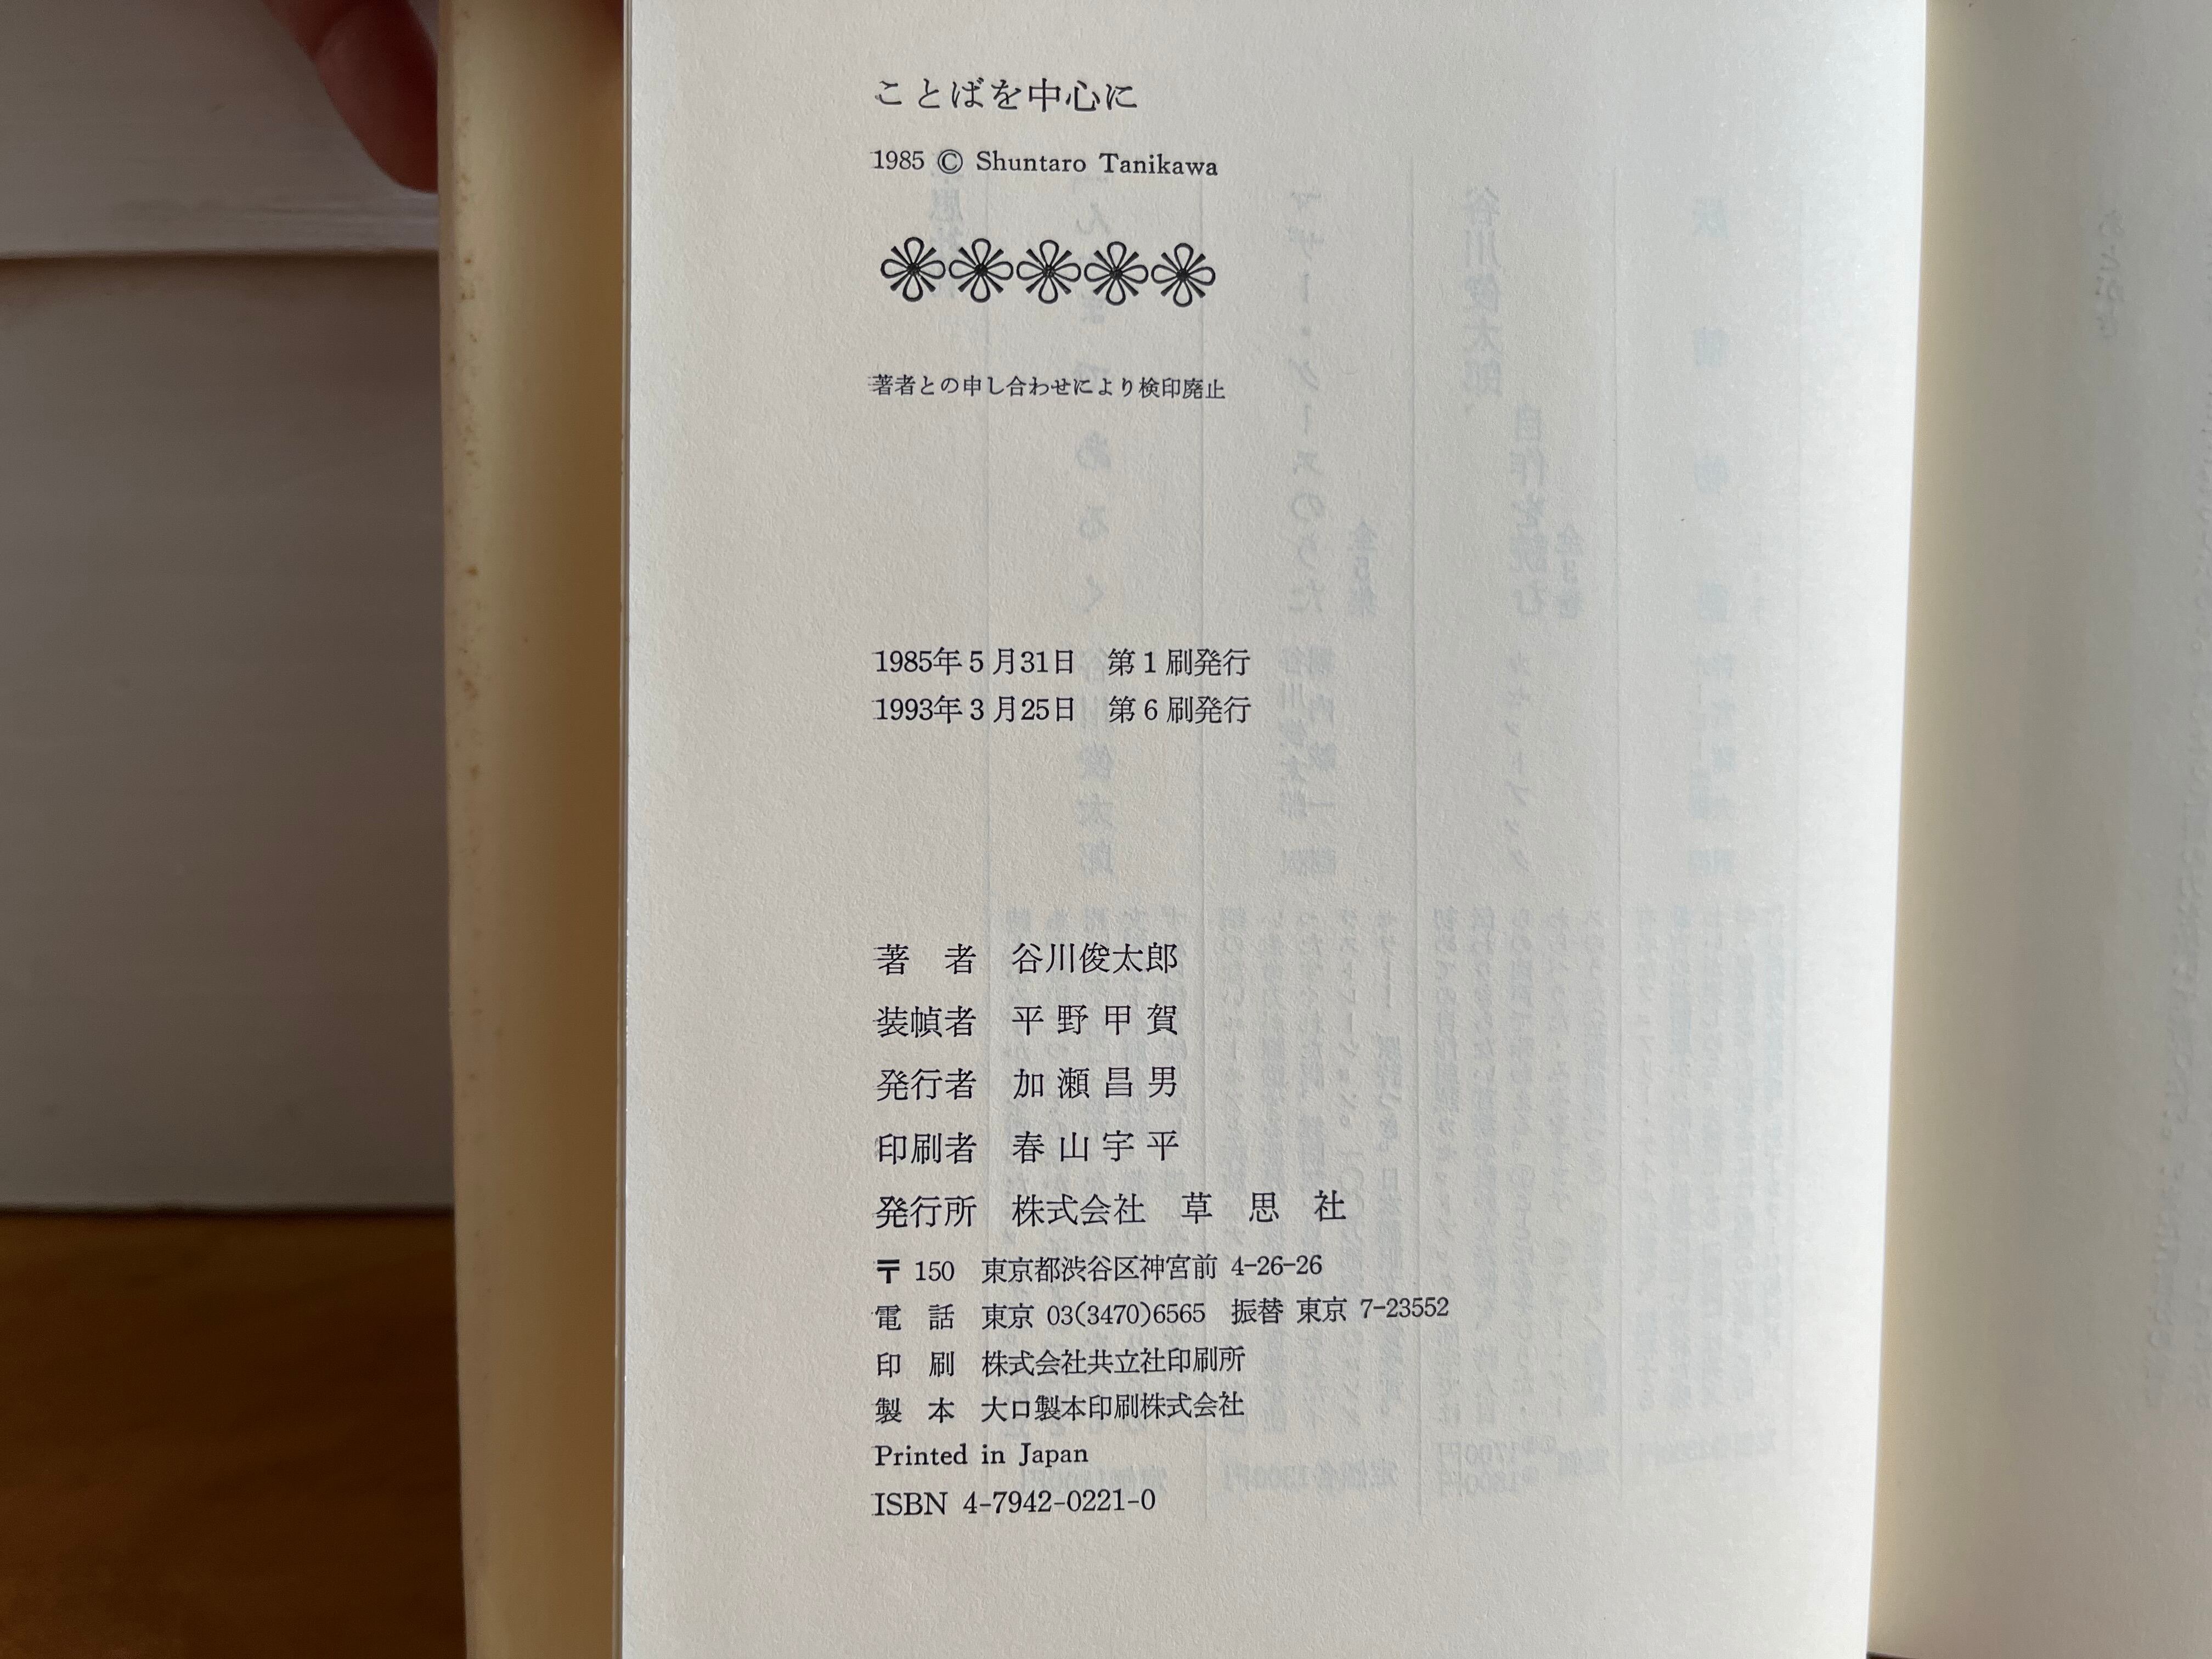 ことばを中心に
1985 © Shuntaro Tanikawa
著者との申し合わせにより検印廃止
1985年5月31日　第1刷発行
1993年3月25日　第6刷発行
著　者　谷川俊太郎
装幀者　平野甲賀
発行者　加瀬昌男
印刷者　春山宇平
発行所　株式会社　草　思　社
〒150　東京都渋谷区神宮前 4-26-26
電　話　東京 03(3470)6565　振替 東京 7-23552
印　刷　株式会社共立社印刷所
製　本　大口製本印刷株式会社
Printed in Japan
ISBN 4-7942-0221-0